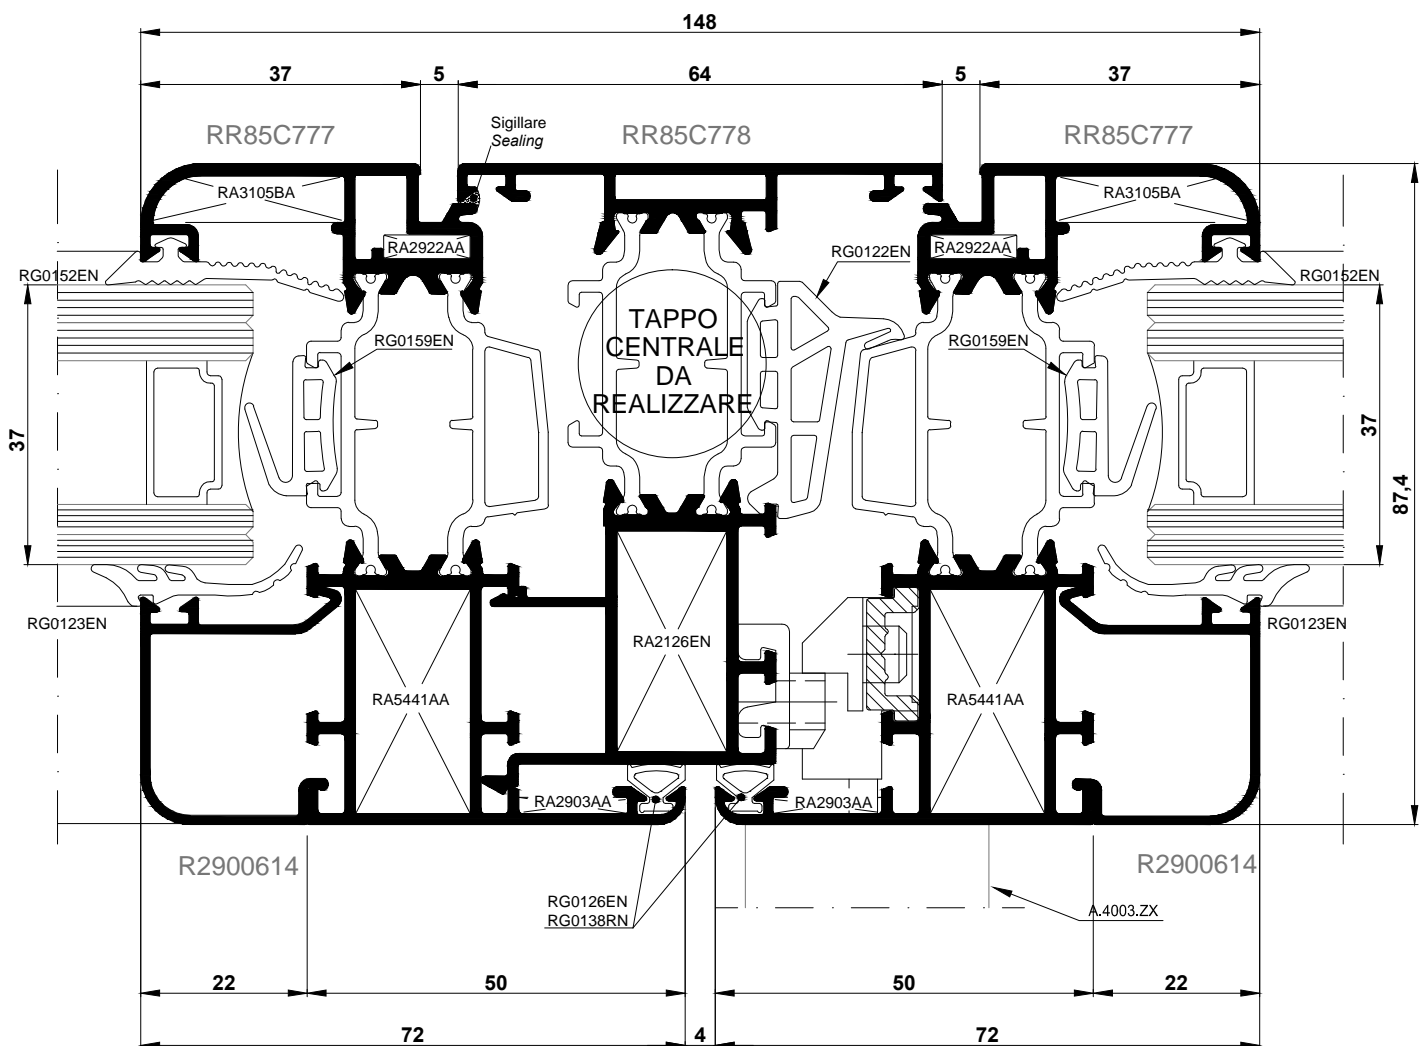 148
37
5
64
5
37
RR85C777
Sigillare
Sealing
RR85C778
RR85C777
RA3105BA
RA3105BA
RA2922AA
RG0122EN
RA2922AA
RG0152EN
RG0152EN
RG0159EN
TAPPO
CENTRALE
DA
REALIZZARE
RG0159EN
37
37
87,4
RG0123EN
RG0123EN
RA2126EN
RA5441AA
RA5441AA
RA2903AA
RA2903AA
R2900614
R2900614
RG0126EN
RG0138RN
A.4003.ZX
22
50
50
22
72
4
72